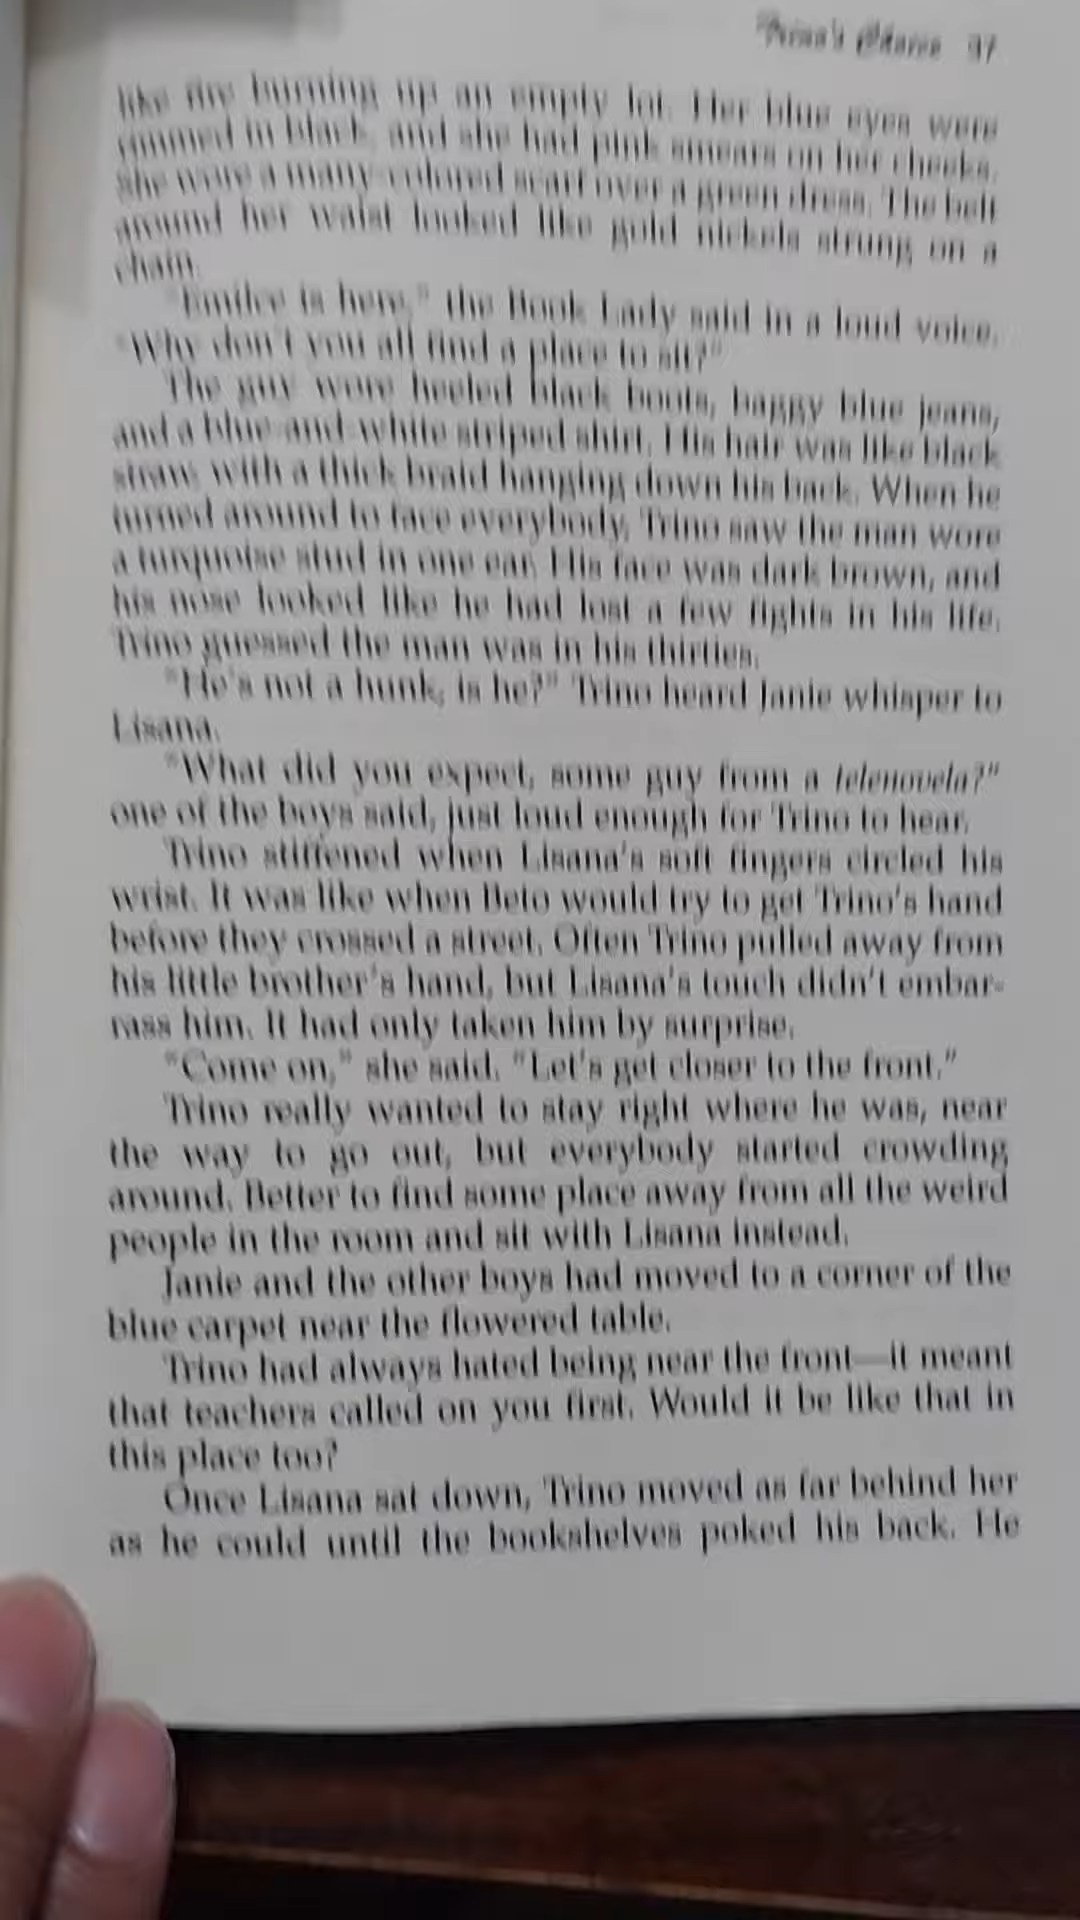 Trino's Choice 37
like fire burning up an empty lot. Her blue eyes were
rimmed in black, and she had pink smears on her cheeks.
She wore a many-colored scarf over a green dress. The belt
around her waist looked like gold nickels strung on a
chain.
"Emilce is here," the Book Lady said in a loud voice.
"Why don't you all find a place to sit?"
The guy wore heeled black boots, baggy blue jeans,
and a blue-and-white striped shirt. His hair was like black
straw, with a thick braid hanging down his back. When he
turned around to face everybody, Trino saw the man wore
a turquoise stud in one ear. His face was dark brown, and
his nose looked like he had lost a few fights in his life.
Trino guessed the man was in his thirties.
"He's not a hunk, is he?" Trino heard Janie whisper to
Lisana.
"What did you expect, some guy from a telenovela?"
one of the boys said, just loud enough for Trino to hear.
Trino stiffened when Lisana's soft fingers circled his
wrist. It was like when Beto would try to get Trino's hand
before they crossed a street. Often Trino pulled away from
his little brother's hand, but Lisana's touch didn't embar-
rass him. It had only taken him by surprise.
"Come on," she said. "Let's get closer to the front."
Trino really wanted to stay right where he was, near
the way to go out, but everybody started crowding
around. Better to find some place away from all the weird
people in the room and sit with Lisana instead.
Janie and the other boys had moved to a corner of the
blue carpet near the flowered table.
Trino had always hated being near the front—it meant
that teachers called on you first. Would it be like that in
this place too?
Once Lisana sat down, Trino moved as far behind her
as he could until the bookshelves poked his back. He